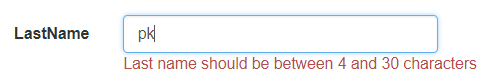 LastName pk
Last name should be between 4 and 30 characters